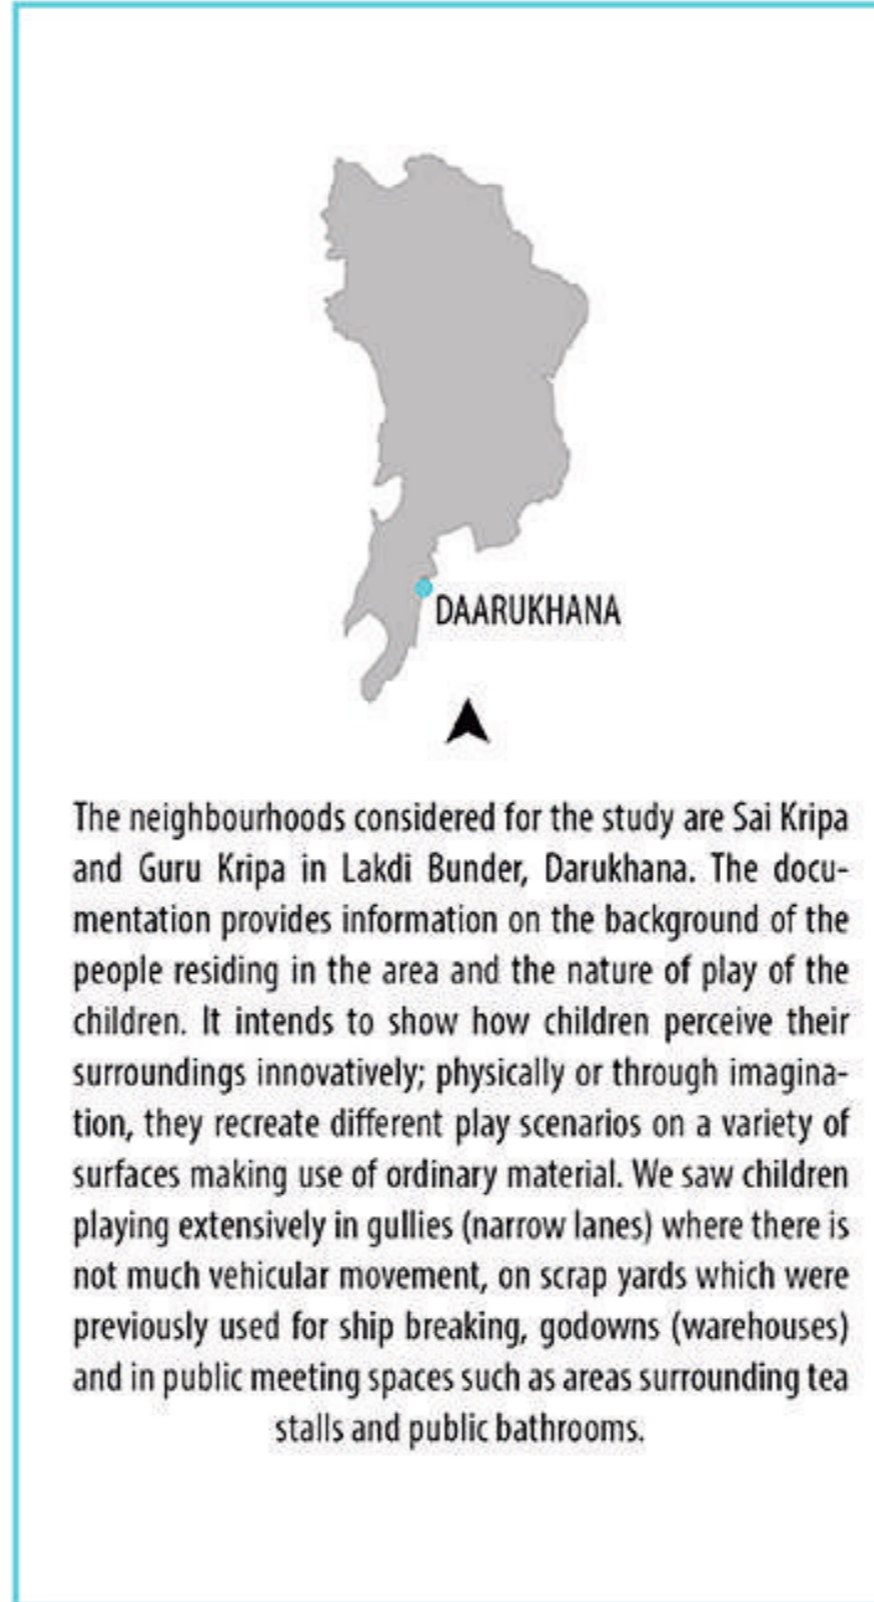 DAARUKHANA
The neighbourhoods considered for the study are Sai Kripa
and Guru Kripa in Lakdi Bunder, Darukhana. The docu-
mentation provides information on the background of the
people residing in the area and the nature of play of the
children. It intends to show how children perceive their
surroundings innovatively; physically or through imagina-
tion, they recreate different play scenarios on a variety of
surfaces making use of ordinary material. We saw children
playing extensively in gullies (narrow lanes) where there is
not much vehicular movement, on scrap yards which were
previously used for ship breaking, godowns (warehouses)
and in public meeting spaces such as areas surrounding tea
stalls and public bathrooms.